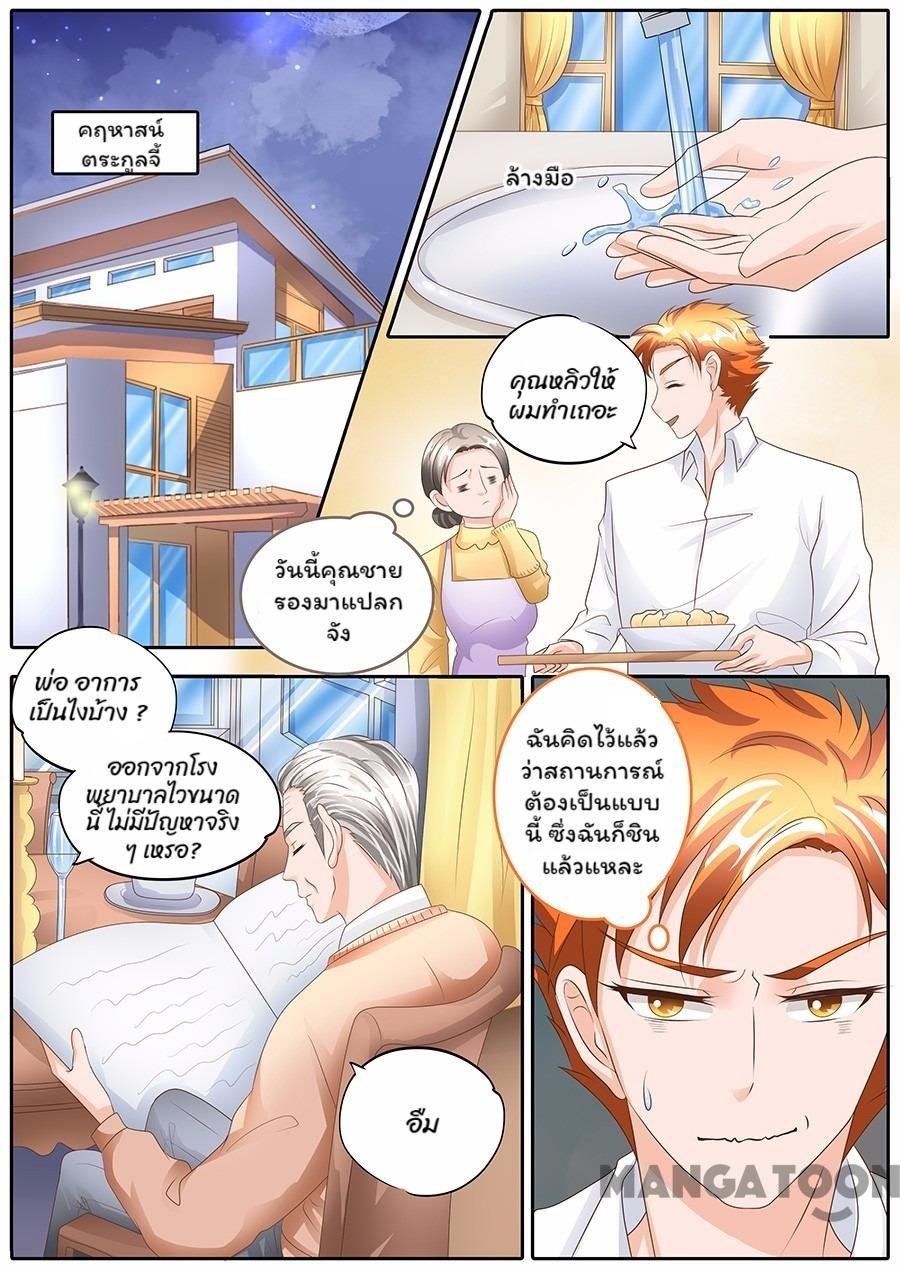 คฤหาสน์
ตระกูลจี้
ล้างมือ
คุณหลิวให้
ผมทำเถอะ
วันนี้คุณชาย
รองมาแปลก
จัง
พ่อ อาการ
เป็นไงบ้าง ?
ออกจากโรง
พยาบาลไวขนาด
นี้ ไม่มีปัญหาจริง
ๆ เหรอ?
อืม
ฉันคิดไว้แล้ว
ว่าสถานการณ์
ต้องเป็นแบบ
นี้ ซึ่งฉันก็ชิน
แล้วแหละ
MANGATOON